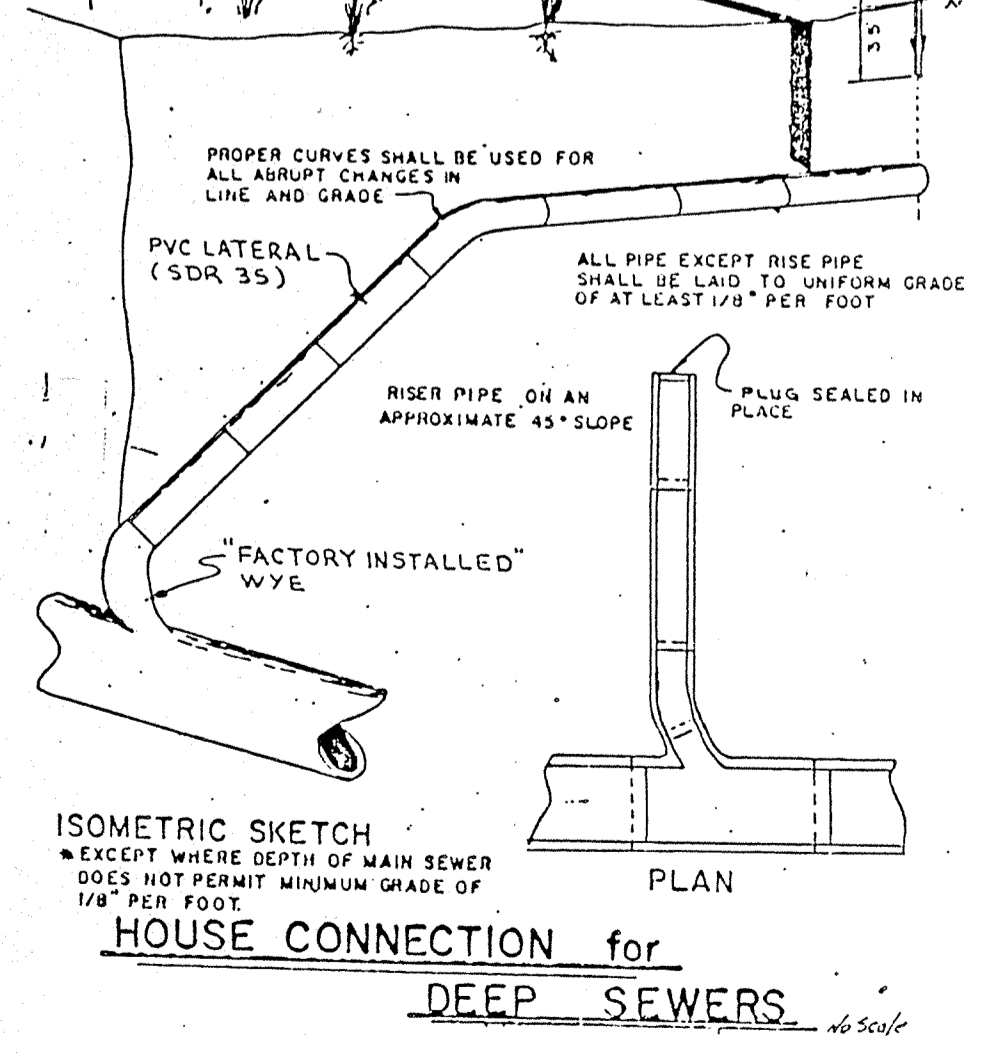 35
PROPER CURVES SHALL BE USED FOR
ALL ABRUPT CHANGES IN
LINE AND GRADE
PVC LATERAL
(SDR 35)
ALL PIPE EXCEPT RISE PIPE
SHALL BE LAID TO UNIFORM GRADE
OF AT LEAST 1/8" PER FOOT
RISER PIPE ON AN
APPROXIMATE 45° SLOPE
PLUG SEALED IN
PLACE
"FACTORY INSTALLED"
WYE
ISOMETRIC SKETCH
* EXCEPT WHERE DEPTH OF MAIN SEWER
DOES NOT PERMIT MINIMUM GRADE OF
1/8" PER FOOT.
PLAN
HOUSE CONNECTION for
DEEP SEWERS
No Scale